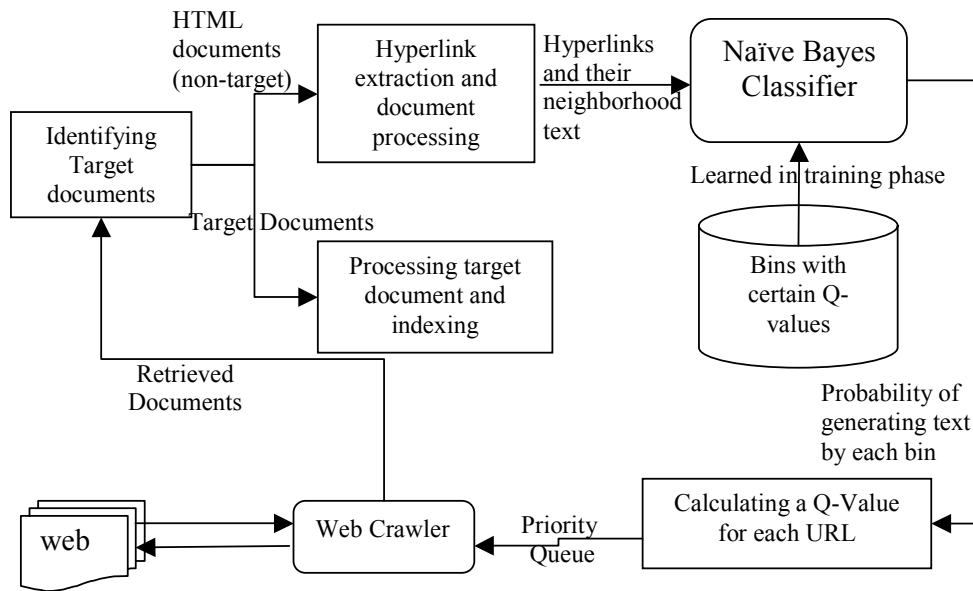 HTML
documents
(non-target)
Hyperlink
extraction and
document
processing
Hyperlinks
and their
neighborhood
text
Naïve Bayes
Classifier
Identifying
Target
documents
Learned in training phase
Target Documents
Processing target
document and
indexing
Bins with
certain Q-
values
Retrieved
Documents
Probability of
generating text
by each bin
web
Web Crawler
Priority
Queue
Calculating a Q-Value
for each URL